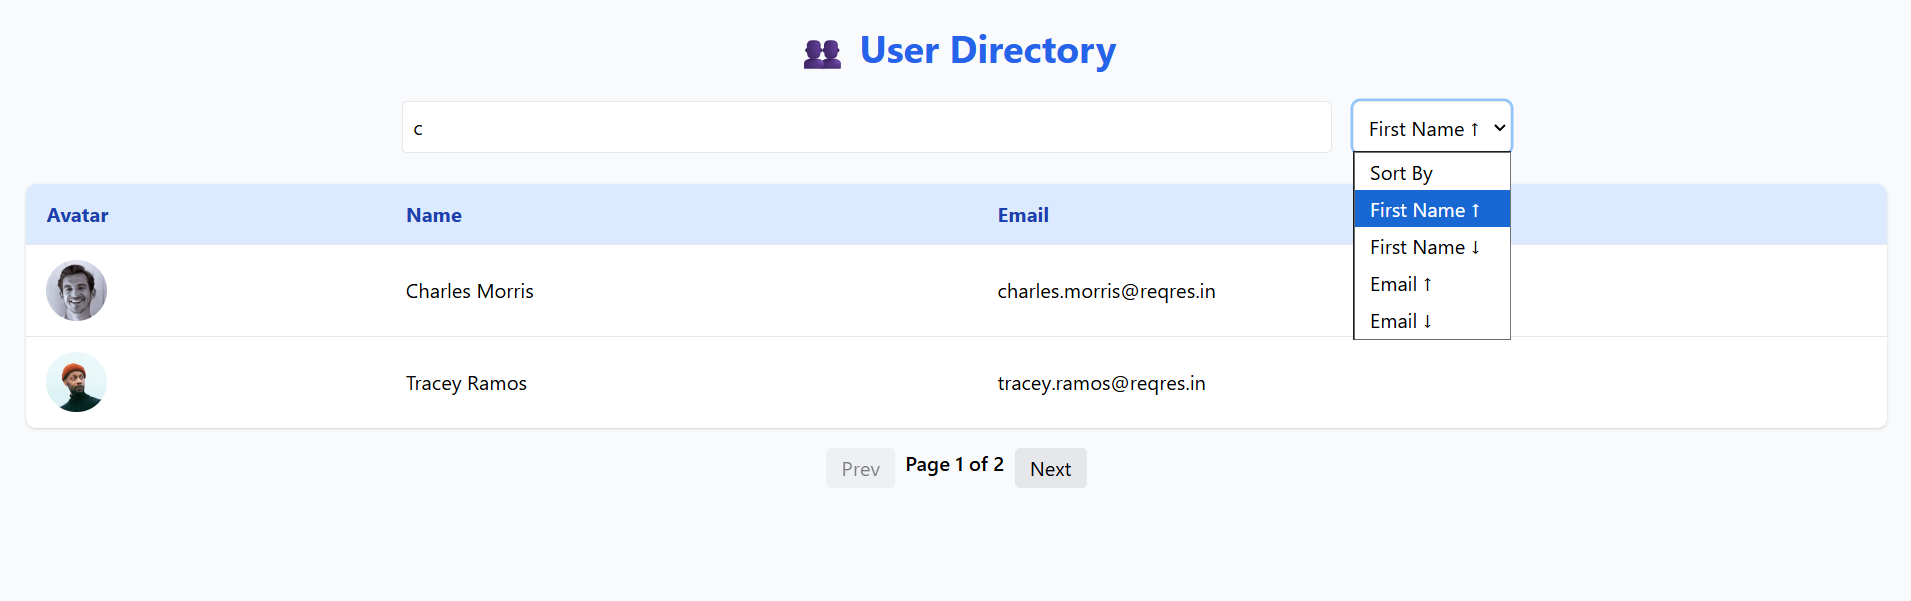 👥 User Directory
c
First Name ↑
Sort By
First Name ↑
First Name ↓
Email ↑
Email ↓
Avatar Name Email
Charles Morris charles.morris@reqres.in
Tracey Ramos tracey.ramos@reqres.in
Prev Page 1 of 2 Next